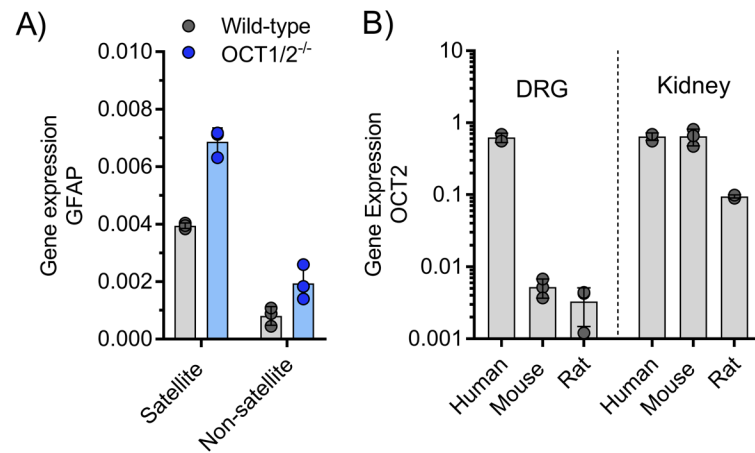 A)
Wild-type
OCT1/2-/-
Gene expression
GFAP
0.010
0.008
0.006
0.004
0.002
0.000
Satellite
Non-satellite
B)
DRG
Kidney
Gene Expression
OCT2
10
1
0.1
0.01
0.001
Human
Mouse
Rat
Human
Mouse
Rat